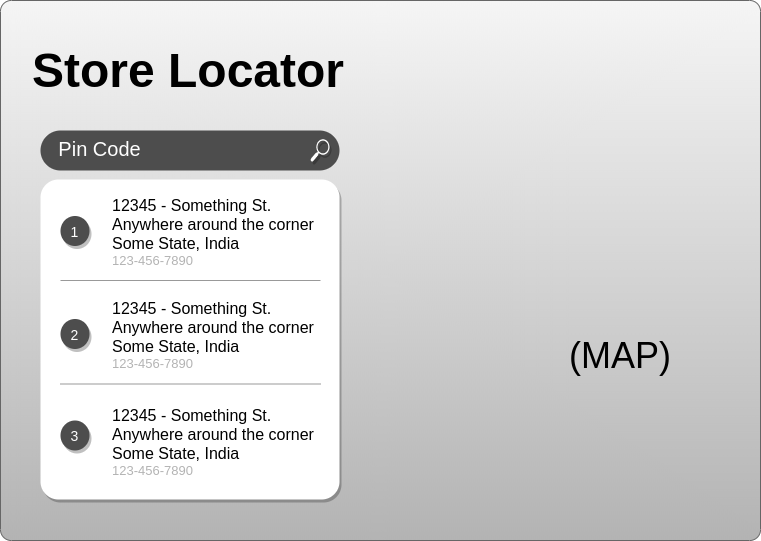 Store Locator
Pin Code
1
12345 - Something St.
Anywhere around the corner
Some State, India
123-456-7890
2
12345 - Something St.
Anywhere around the corner
Some State, India
123-456-7890
(MAP)
3
12345 - Something St.
Anywhere around the corner
Some State, India
123-456-7890